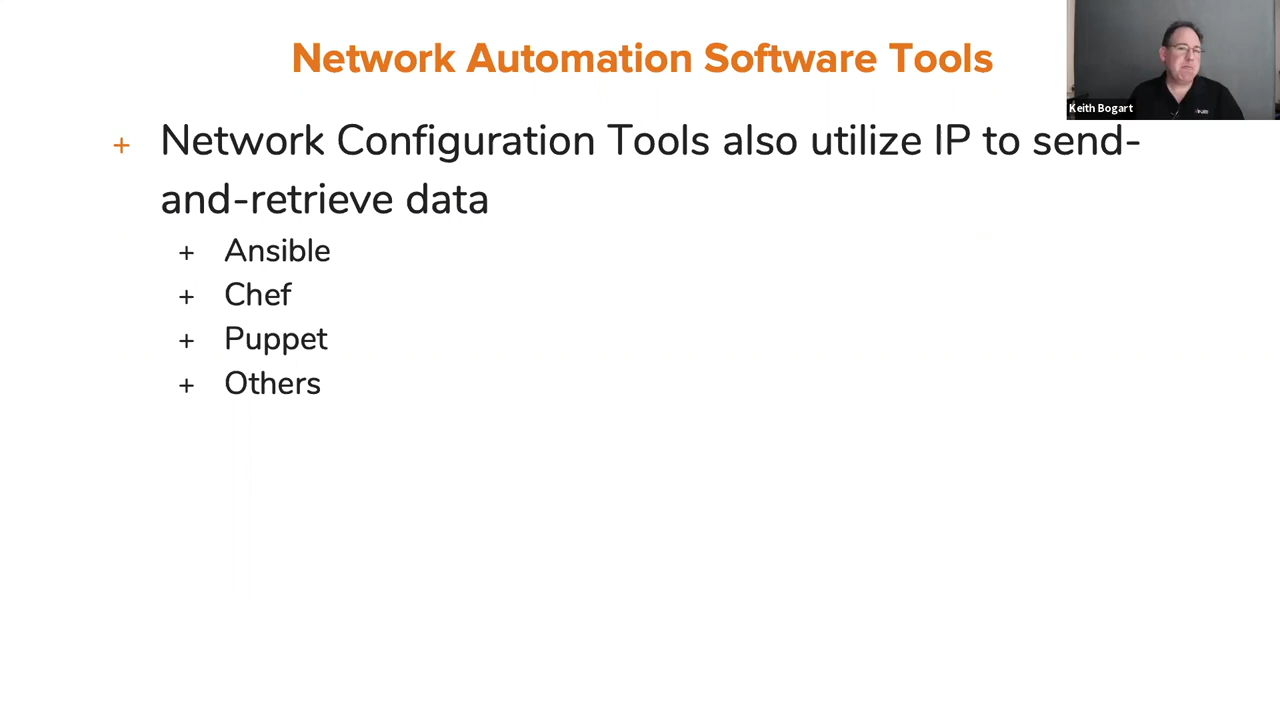 Network Automation Software Tools
Keith Bogart
+ Network Configuration Tools also utilize IP to send-
and-retrieve data
+ Ansible
+ Chef
+ Puppet
+ Others